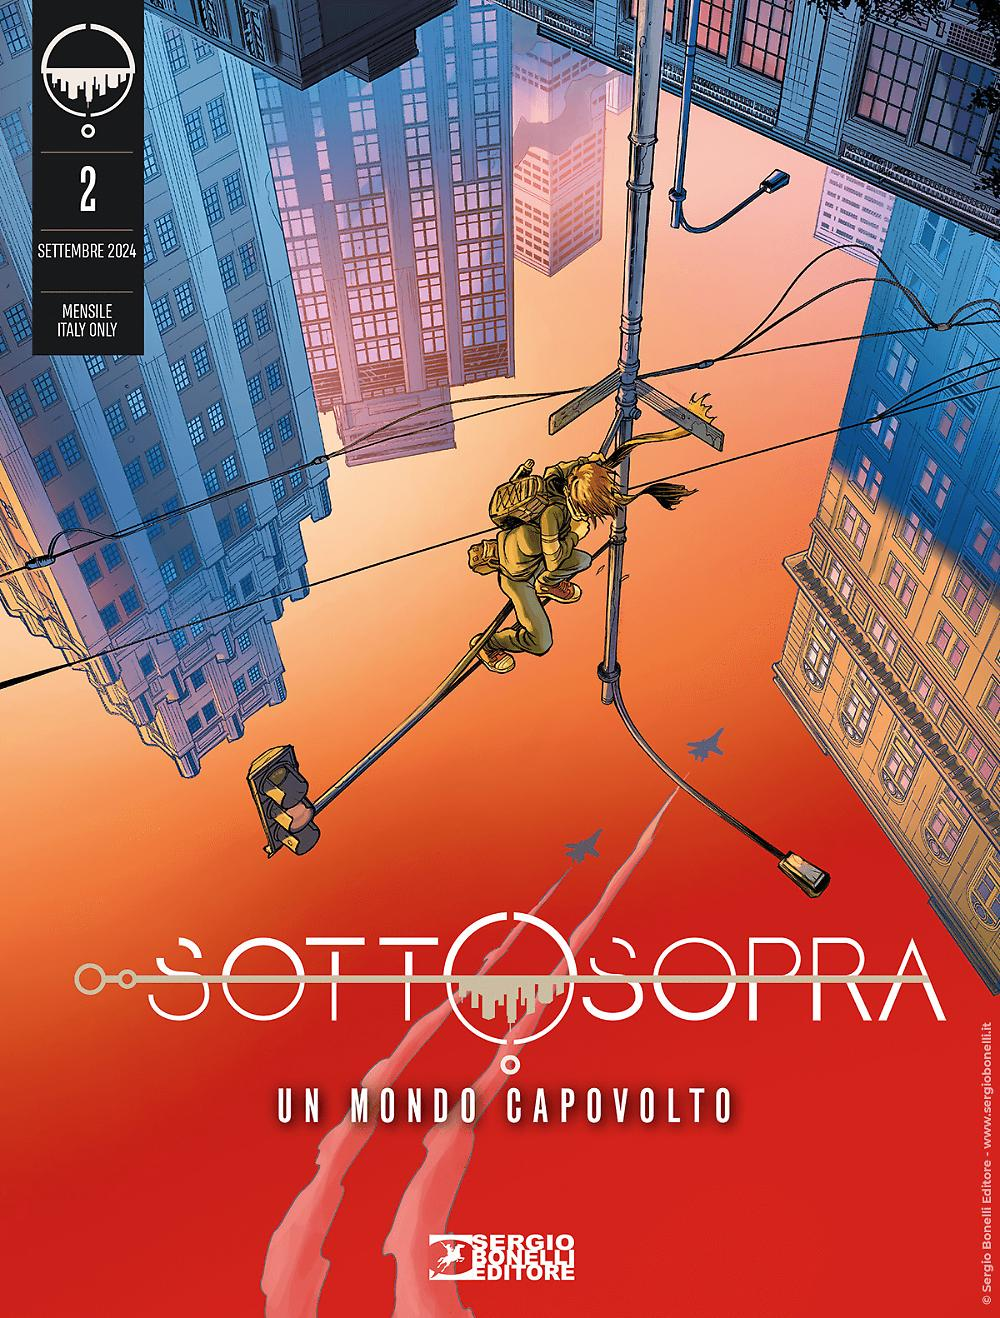 2
SETTEMBRE 2024
MENSILE
ITALY ONLY
SOTTOSOPRA
UN MONDO CAPOVOLTO
SERGIO
BONELLI
EDITORE
© Sergio Bonelli Editore - www.sergiobonelli.it